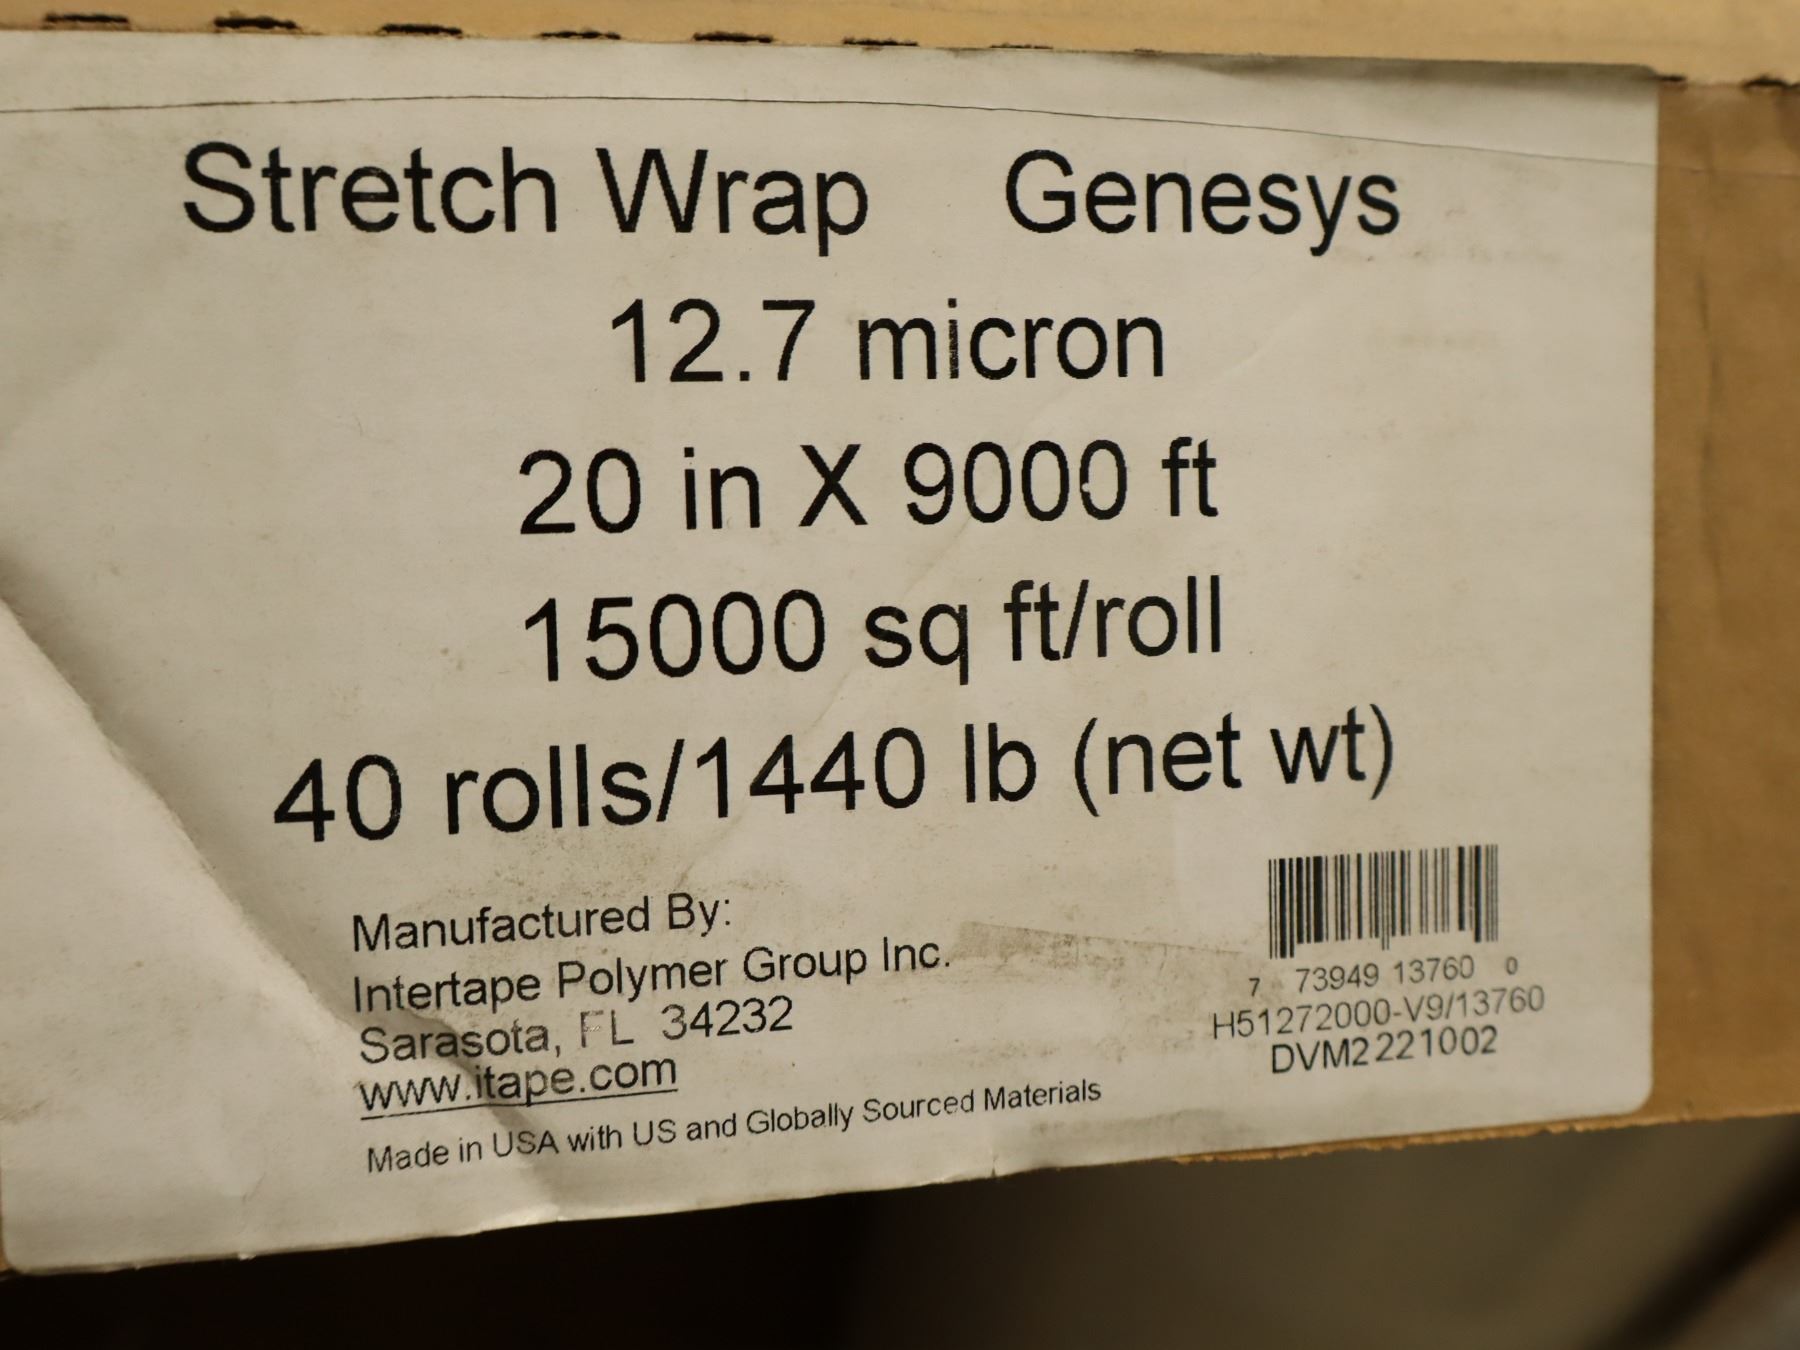 Stretch Wrap Genesys
12.7 micron
20 in X 9000 ft
15000 sq ft/roll
40 rolls/1440 lb (net wt)
Manufactured By:
Intertape Polymer Group Inc.
Sarasota, FL 34232
www.itape.com
Made in USA with US and Globally Sourced Materials
7 73949 13760 0
H51272000-V9/13760
DVM2221002